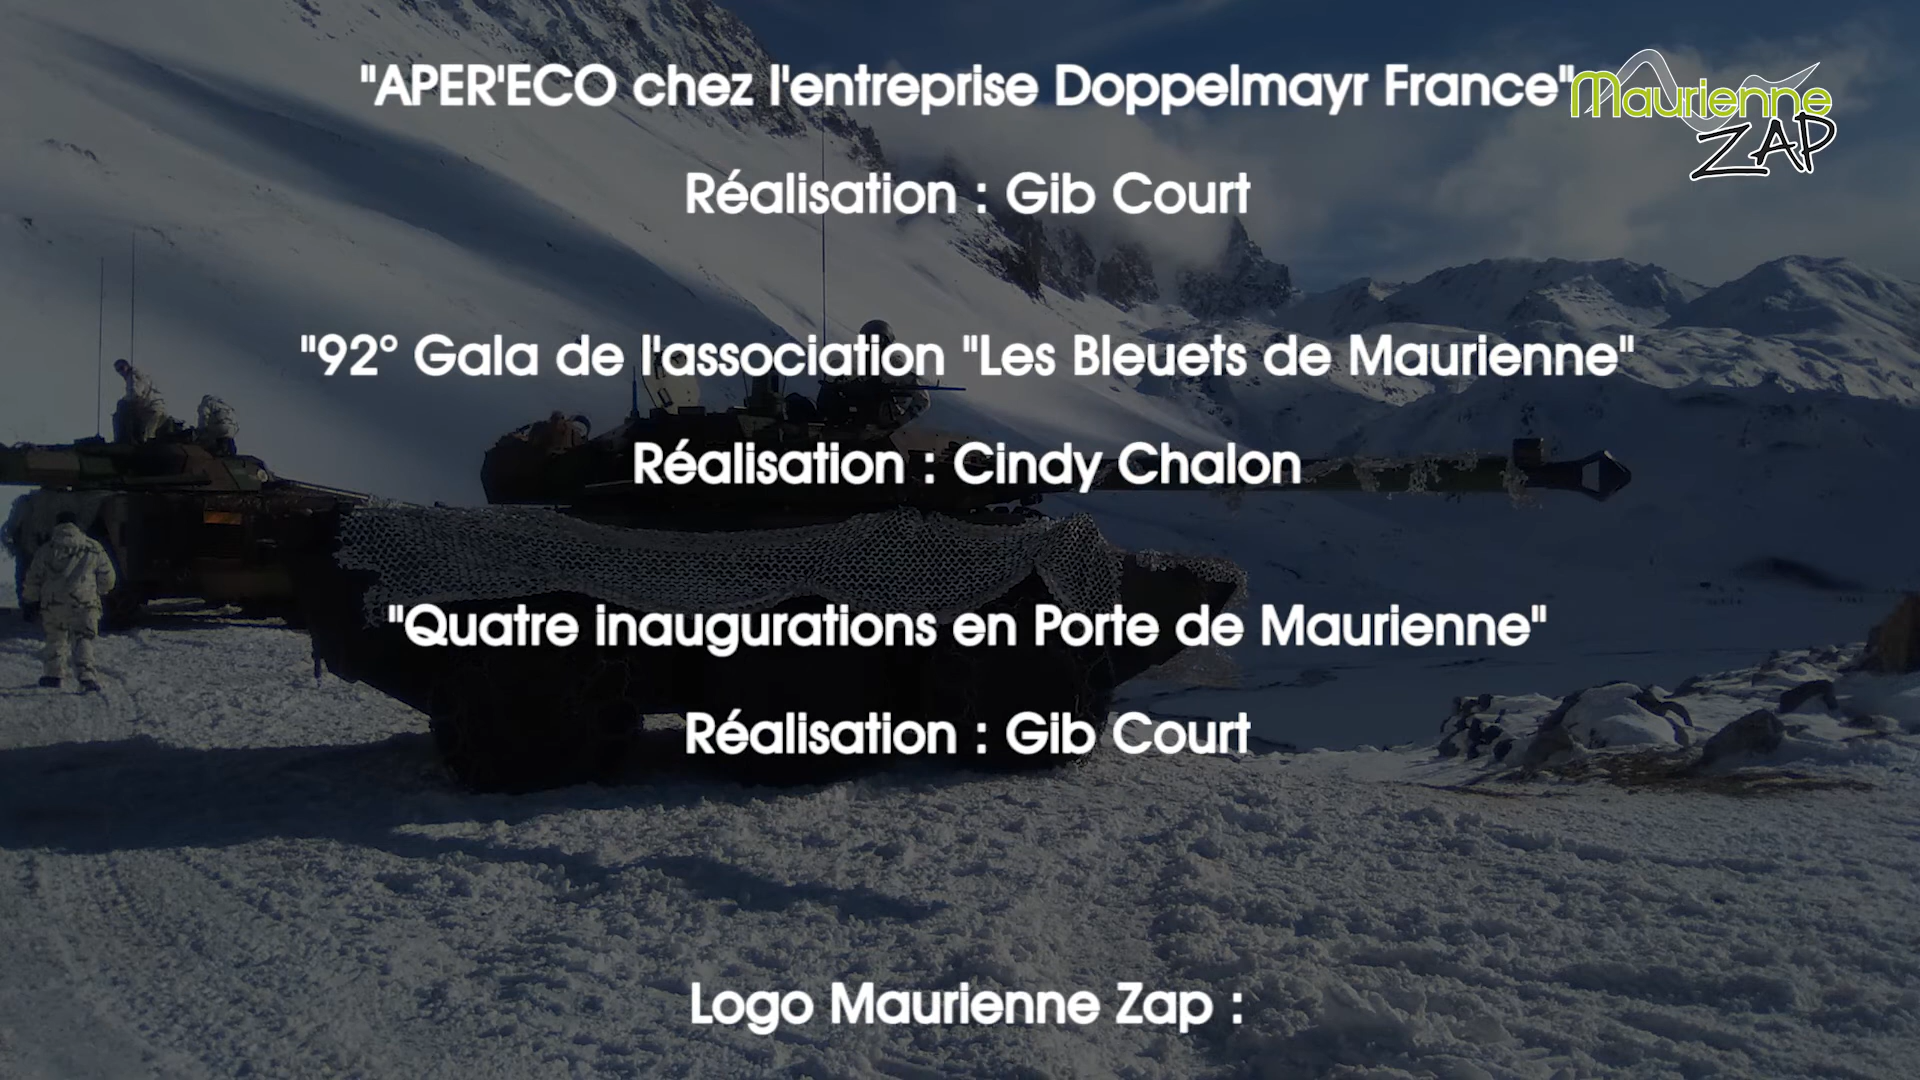 "APER'ECO chez l'entreprise Doppelmayr France"
Maurienne
ZAP
Réalisation : Gib Court
"92° Gala de l'association "Les Bleuets de Maurienne"
Réalisation : Cindy Chalon
"Quatre inaugurations en Porte de Maurienne"
Réalisation : Gib Court
Logo Maurienne Zap :